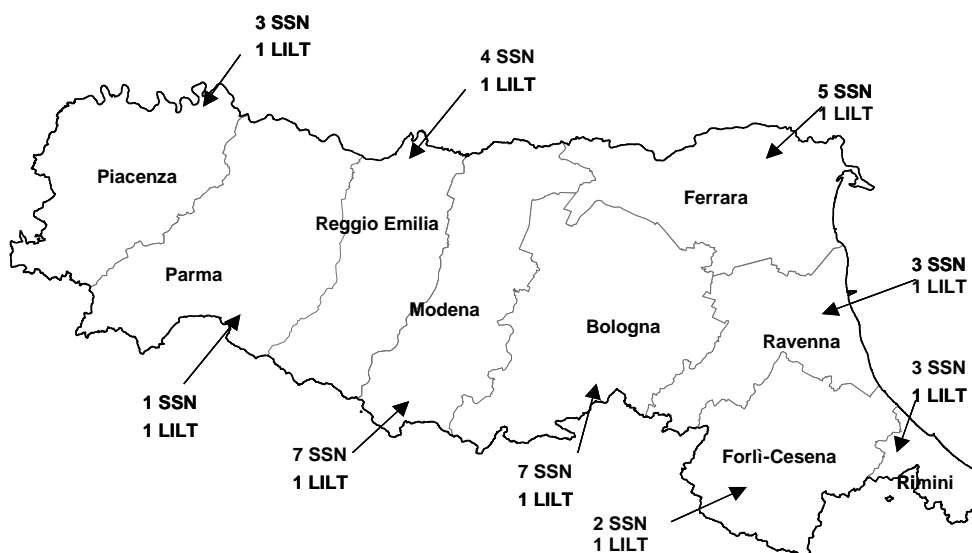 3 SSN
1 LILT
4 SSN
1 LILT
5 SSN
1 LILT
Piacenza
Ferrara
Reggio Emilia
Parma
3 SSN
1 LILT
Modena
Bologna
Ravenna
3 SSN
1 LILT
1 SSN
1 LILT
7 SSN
1 LILT
7 SSN
1 LILT
Forlì-Cesena
Rimini
2 SSN
1 LILT